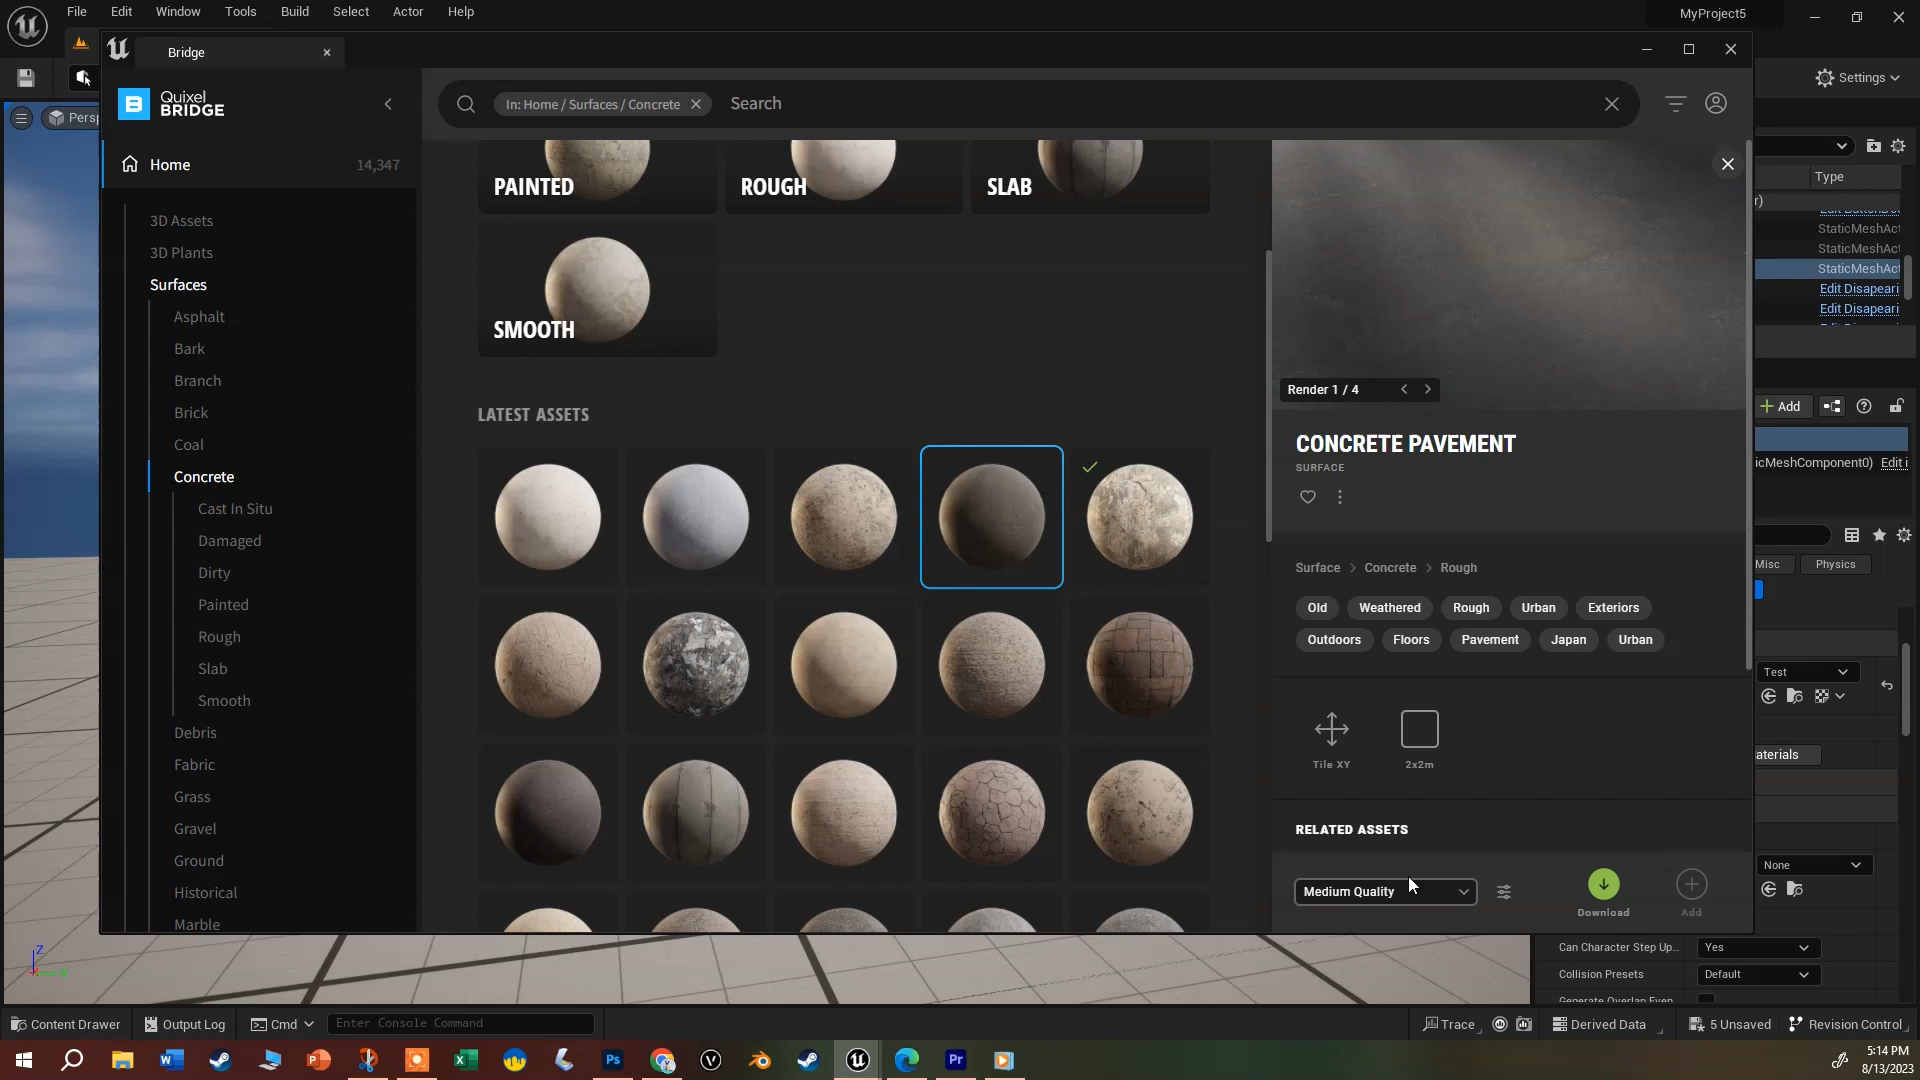 File Edit Window Tools Build Select Actor Help
MyProject5
Bridge
Settings
Quixel
BRIDGE
In: Home / Surfaces / Concrete
Search
Home 14,347
3D Assets
3D Plants
Surfaces
Asphalt
Bark
Branch
Brick
Coal
Concrete
Cast In Situ
Damaged
Dirty
Painted
Rough
Slab
Smooth
Debris
Fabric
Grass
Gravel
Ground
Historical
Marble
PAINTED
ROUGH
SLAB
SMOOTH
LATEST ASSETS
Render 1 / 4
CONCRETE PAVEMENT
SURFACE
Surface > Concrete > Rough
Old Weathered Rough Urban Exteriors
Outdoors Floors Pavement Japan Urban
Tile XY
2x2m
RELATED ASSETS
Medium Quality
Download
Add
Type
r)
StaticMeshAct
StaticMeshAct
StaticMeshAct
Edit Disapeari
Edit Disapeari
+ Add
icMeshComponent0) Edit i
Misc Physics
Test
aterials
None
Can Character Step Up... Yes
Collision Presets Default
Generate Overlap Even
Persp
Content Drawer Output Log Cmd Enter Console Command
Trace Derived Data 5 Unsaved Revision Control
5:14 PM
8/13/2023